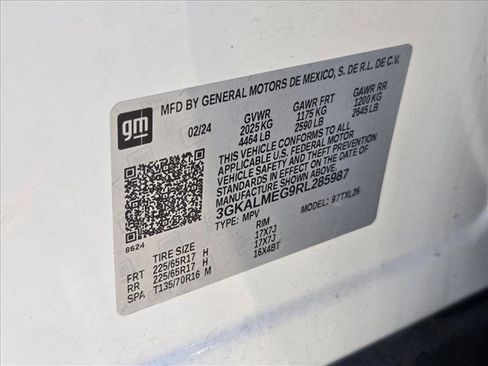 MFD BY GENERAL MOTORS DE MEXICO, S. DE R.L. DE C.V.
gm
02/24 GVWR GAWR FRT GAWR RR
2025 KG 1175 KG 1200 KG
4464 LB 2590 LB 2645 LB
THIS VEHICLE CONFORMS TO ALL
APPLICABLE U.S. FEDERAL MOTOR
VEHICLE SAFETY STANDARDS IN
EFFECT ON THE DATE OF
MANUFACTURE SHOWN ABOVE.
3GKALMEG9RL285987
TYPE: MPV MODEL: 97TXL26
8624
TIRE SIZE RIM
FRT 225/65R17 H 17X7J
RR 225/65R17 H 17X7J
SPA T135/70R16 M 16X4BT